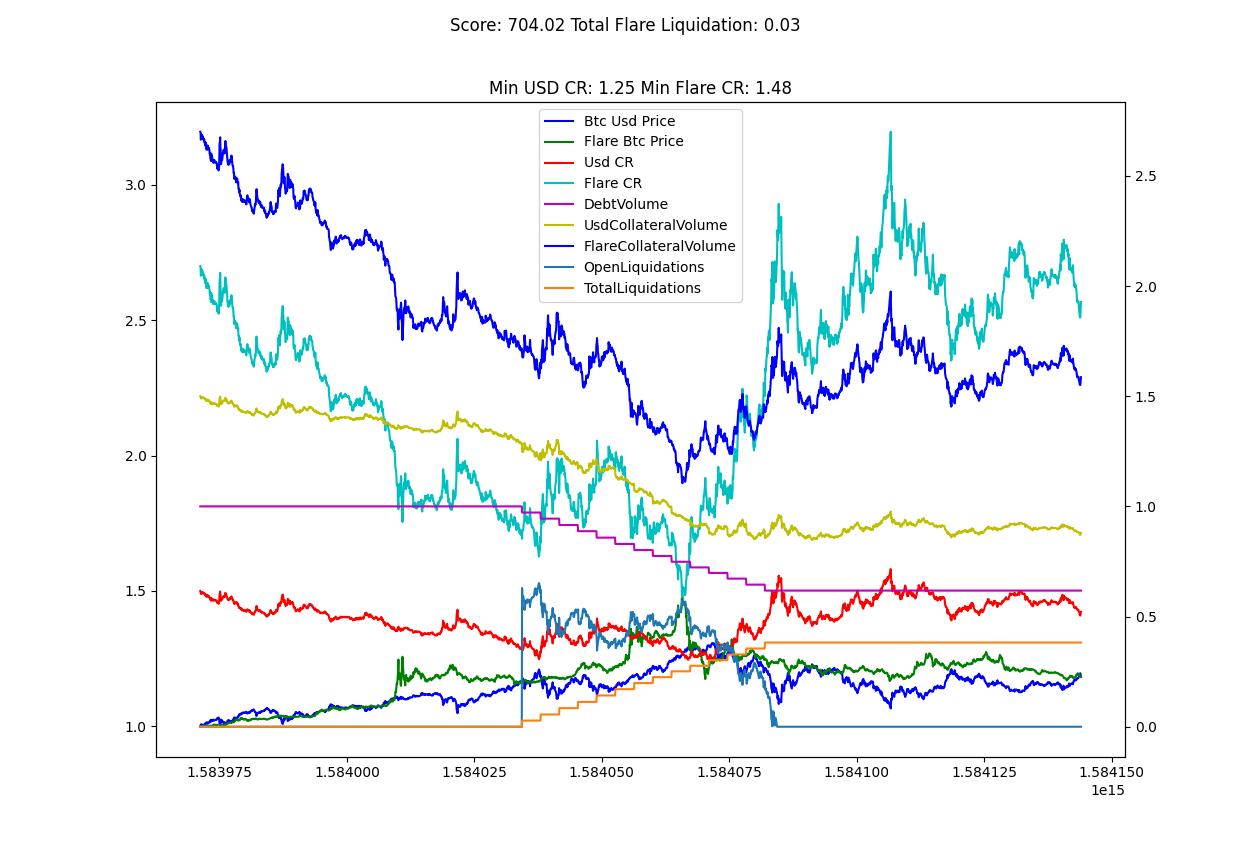 Score: 704.02 Total Flare Liquidation: 0.03
Min USD CR: 1.25 Min Flare CR: 1.48
Btc Usd Price
Flare Btc Price
Usd CR
Flare CR
DebtVolume
UsdCollateralVolume
FlareCollateralVolume
OpenLiquidations
TotalLiquidations
3.0
2.5
2.0
1.5
1.0
2.5
2.0
1.5
1.0
0.5
0.0
1.583975
1.584000
1.584025
1.584050
1.584075
1.584100
1.584125
1.584150
1e15